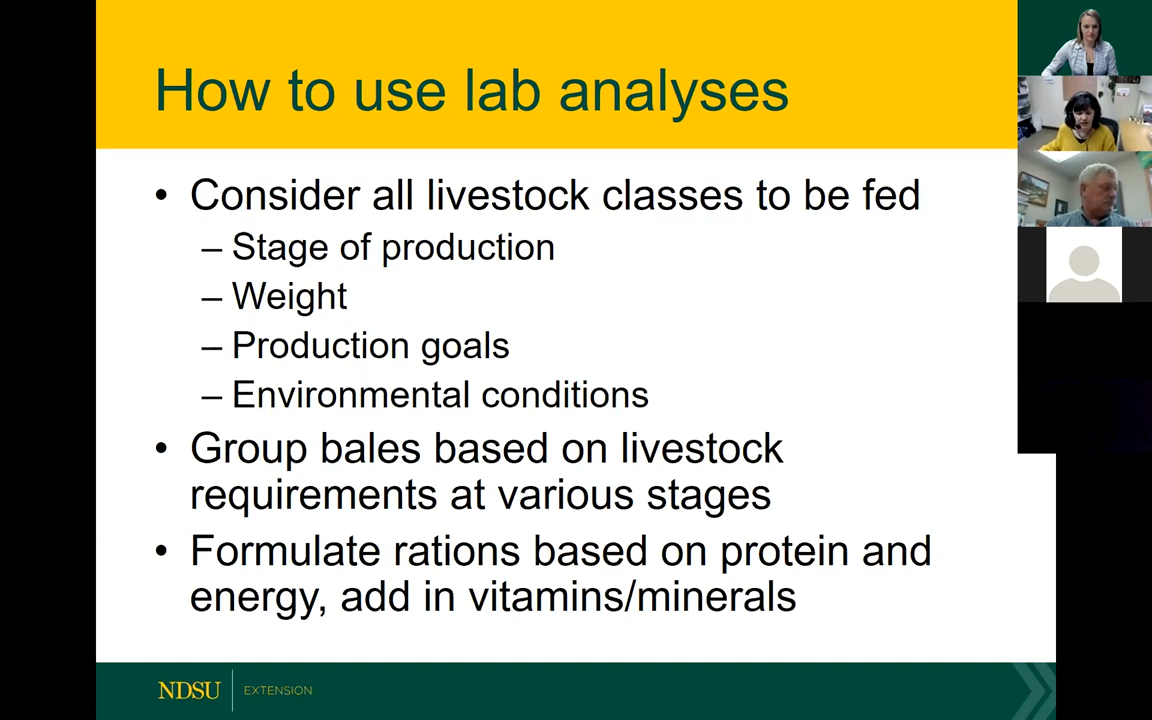 How to use lab analyses
• Consider all livestock classes to be fed
– Stage of production
– Weight
– Production goals
– Environmental conditions
• Group bales based on livestock
requirements at various stages
• Formulate rations based on protein and
energy, add in vitamins/minerals
NDSU EXTENSION